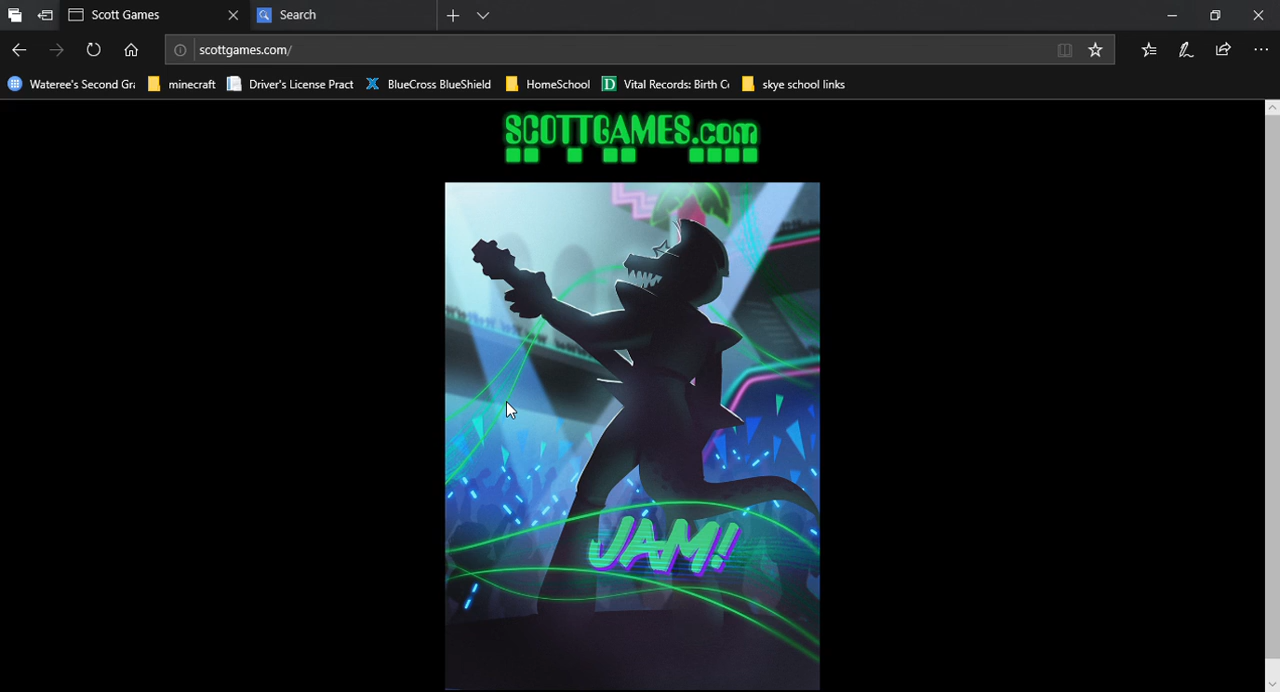 Scott Games
Search
scottgames.com/
Wateree's Second Gra
minecraft
Driver's License Pract
BlueCross BlueShield
HomeSchool
Vital Records: Birth C
skye school links
SCOTTGAMES.com
JAM!